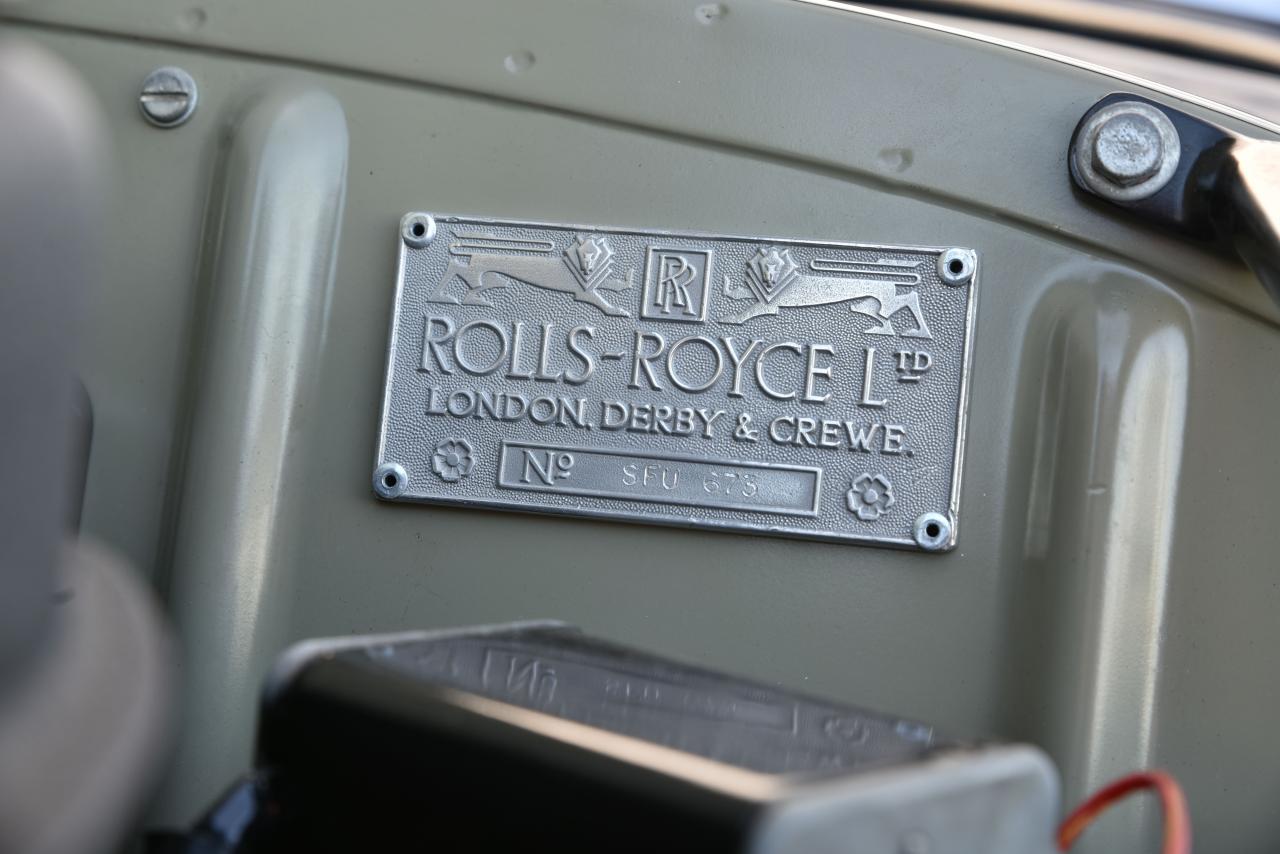 RR
ROLLS-ROYCE LTD
LONDON, DERBY & CREWE.
Nº SFU 673